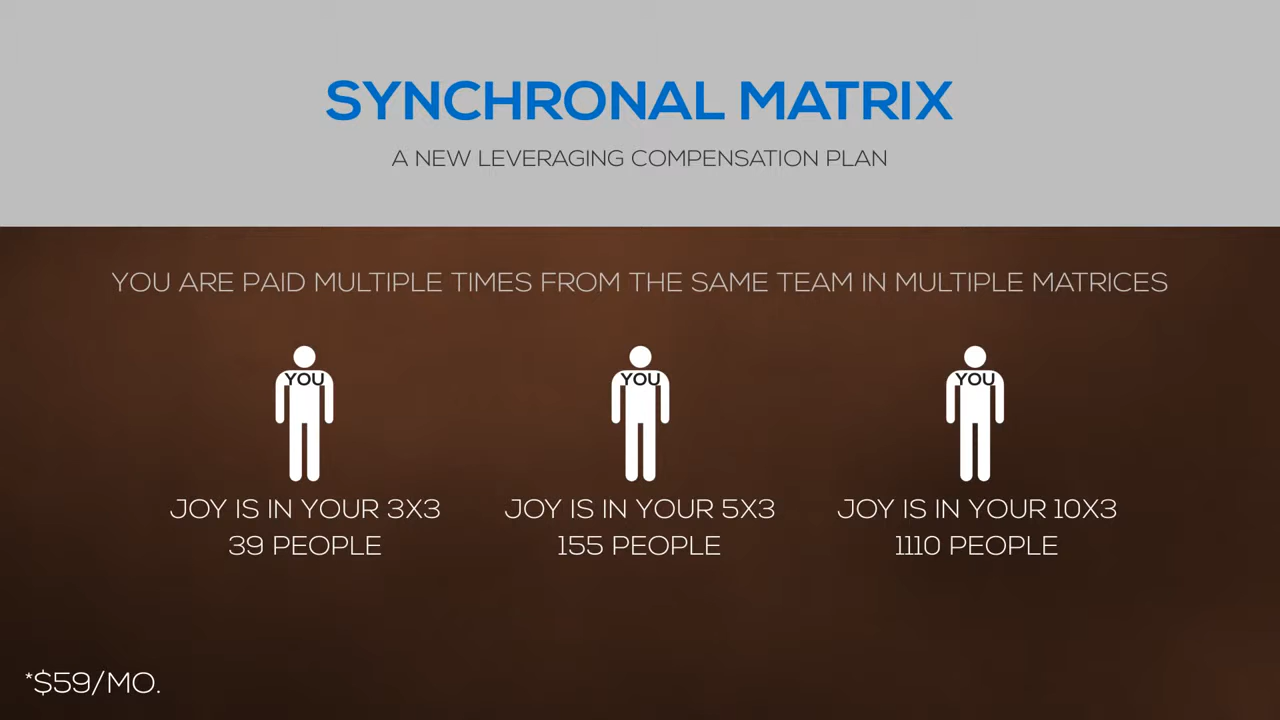 SYNCHRONAL MATRIX
A NEW LEVERAGING COMPENSATION PLAN
YOU ARE PAID MULTIPLE TIMES FROM THE SAME TEAM IN MULTIPLE MATRICES
YOU YOU YOU
JOY IS IN YOUR 3X3 JOY IS IN YOUR 5X3 JOY IS IN YOUR 10X3
39 PEOPLE 155 PEOPLE 1110 PEOPLE
*$59/MO.